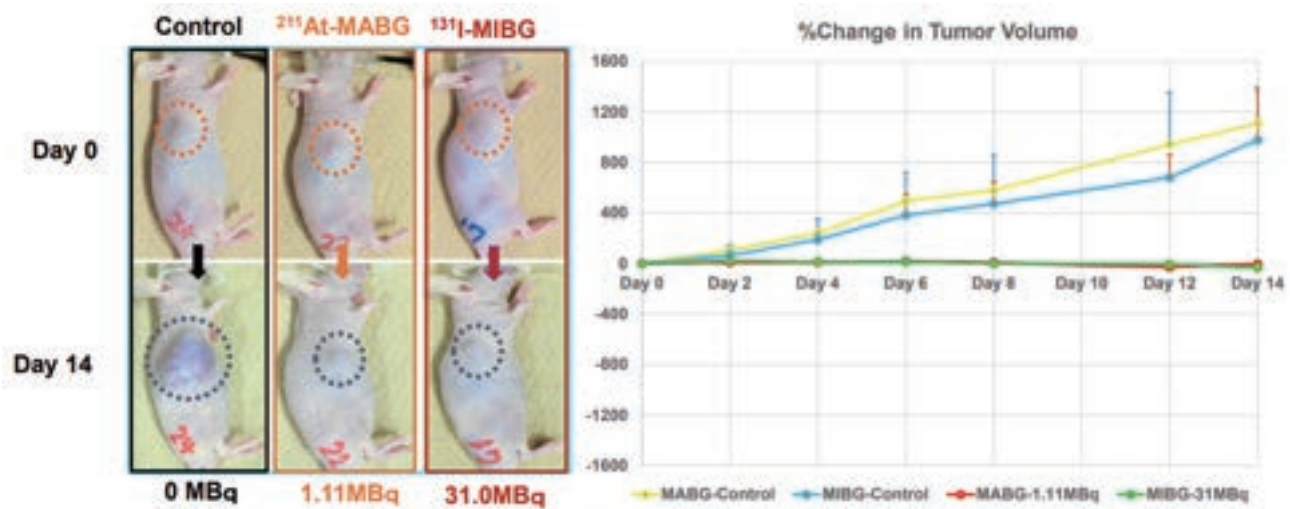 Control
²¹¹At-MABG
¹³¹I-MIBG
Day 0
Day 14
24
22
0 MBq
1.11MBq
31.0MBq
%Change in Tumor Volume
1600
1200
800
400
0
-400
-800
-1200
-1600
Day 0
Day 2
Day 4
Day 6
Day 8
Day 10
Day 12
Day 14
MABG-Control
MIBG-Control
MABG-1.11MBq
MIBG-31MBq